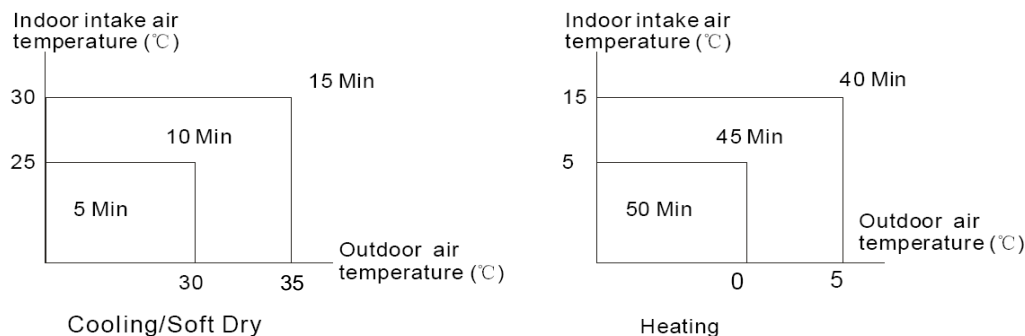 Indoor intake air
temperature (℃)
30
25
15 Min
10 Min
5 Min
Outdoor air
temperature (℃)
30
35
Cooling/Soft Dry
Indoor intake air
temperature (℃)
15
5
40 Min
45 Min
50 Min
Outdoor air
temperature (℃)
0
5
Heating